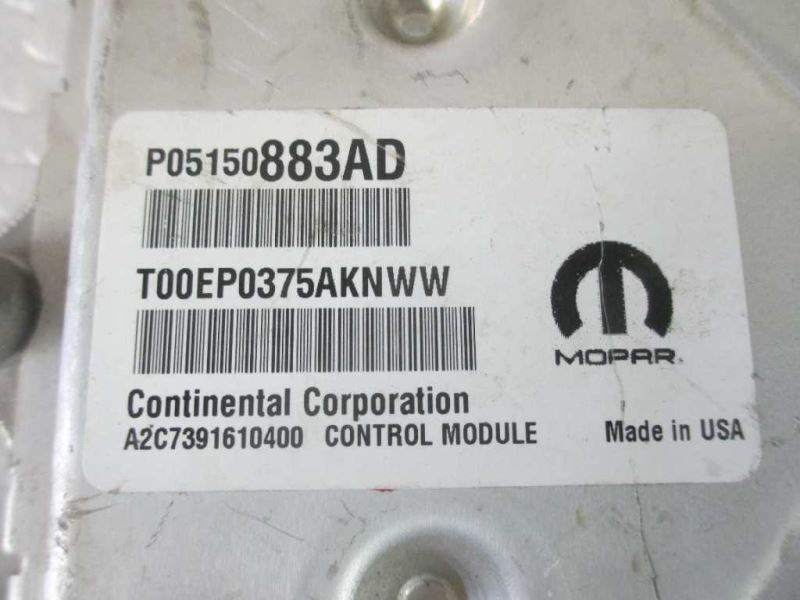 P05150883AD
T00EP0375AKNWW
MOPAR
Continental Corporation
A2C7391610400 CONTROL MODULE Made in USA